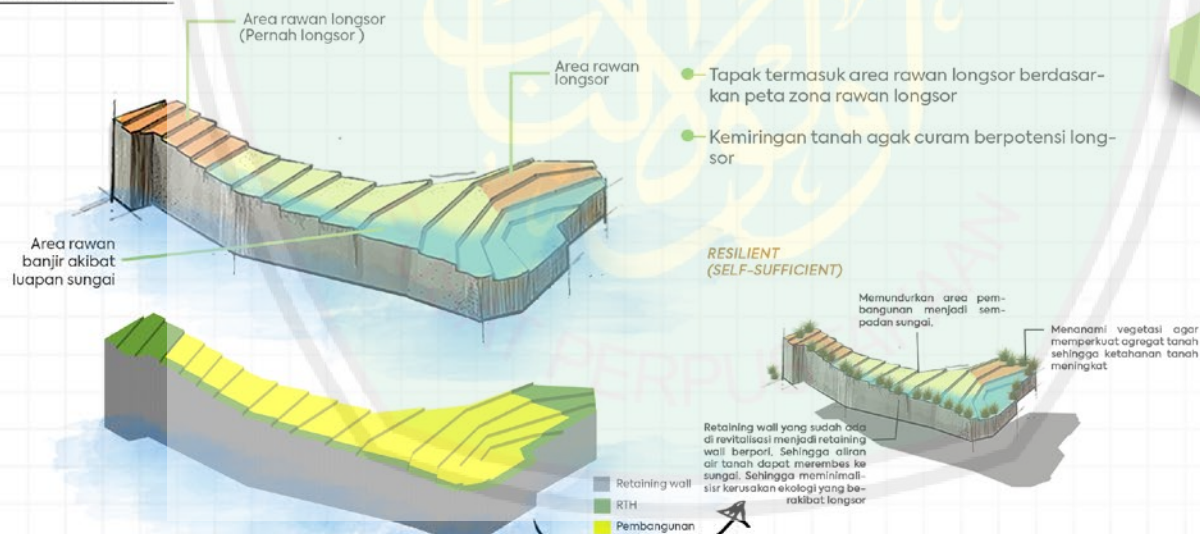 Area rawan longsor
(Pernah longsor )
Area rawan
longsor
Tapak termasuk area rawan longsor berdasar-
kan peta zona rawan longsor
Kemiringan tanah agak curam berpotensi long-
sor
Area rawan
banjir akibat
luapan sungai
RESILIENT
(SELF-SUFFICIENT)
Memundurkan area pem-
bangunan menjadi sem-
padan sungai.
Menanami vegetasi agar
memperkuat agregat tanah
sehingga ketahanan tanah
meningkat
Retaining wall yang sudah ada
di revitalisasi menjadi retaining
wall berpori. Sehingga aliran
air tanah dapat merembes ke
sungai. Sehingga meminimali-
sisr kerusakan ekologi yang be-
rakibat longsor
Retaining wall
RTH
Pembangunan